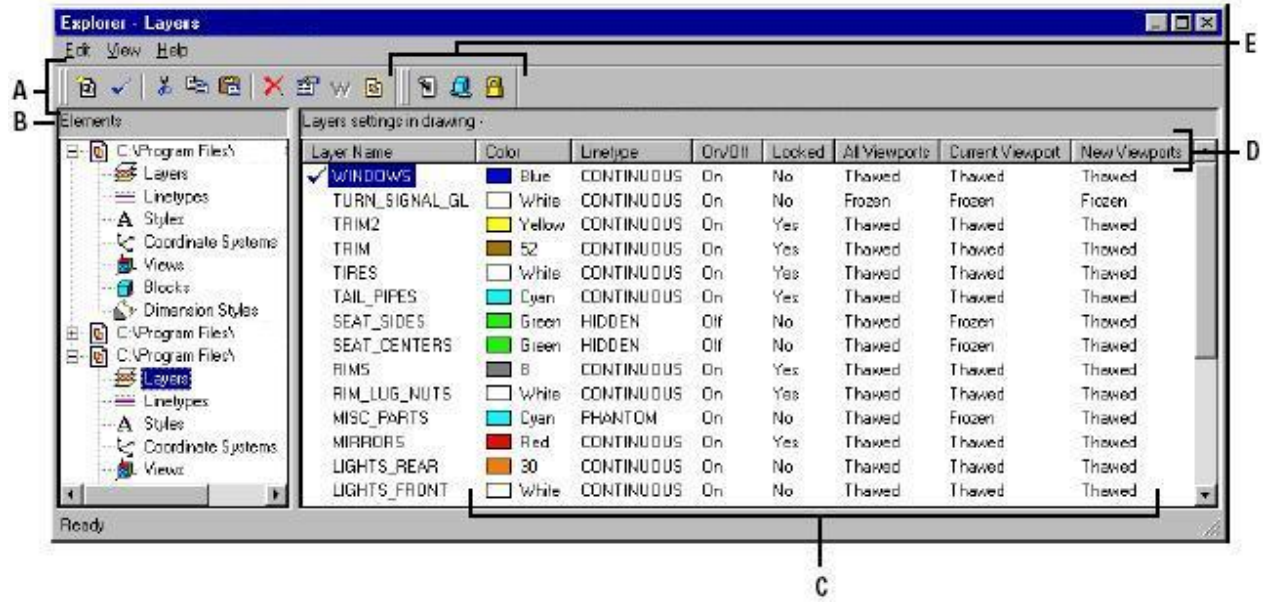 Explorer - Layers
Edit View Help
E
A
B
Elements
Layers settings in drawing -
D
C:\Program Files\
Layers
Linetypes
Styles
Coordinate Systems
Views
Blocks
Dimension Styles
C:\Program Files\
C:\Program Files\
Layers
Linetypes
Styles
Coordinate Systems
Views
Layer Name Color Linetype On/Off Locked All Viewports Current Viewport New Viewports
WINDOWS Blue CONTINUOUS On No Thawed Thawed Thawed
TURN_SIGNAL_GL White CONTINUOUS On No Frozen Frozen Frozen
TRIM2 Yellow CONTINUOUS On Yes Thawed Thawed Thawed
TRIM 52 CONTINUOUS On Yes Thawed Thawed Thawed
TIRES White CONTINUOUS On Yes Thawed Thawed Thawed
TAIL_PIPES Cyan CONTINUOUS On Yes Thawed Thawed Thawed
SEAT_SIDES Green HIDDEN Off No Thawed Frozen Thawed
SEAT_CENTERS Green HIDDEN Off No Thawed Frozen Thawed
RIMS 8 CONTINUOUS On No Thawed Thawed Thawed
RIM_LUG_NUTS White CONTINUOUS On Yes Thawed Thawed Thawed
MISC_PARTS Cyan PHANTOM On No Thawed Frozen Thawed
MIRRORS Red CONTINUOUS On Yes Thawed Thawed Thawed
LIGHTS_REAR 30 CONTINUOUS On No Thawed Thawed Thawed
LIGHTS_FRONT White CONTINUOUS On No Thawed Thawed Thawed
Ready
C